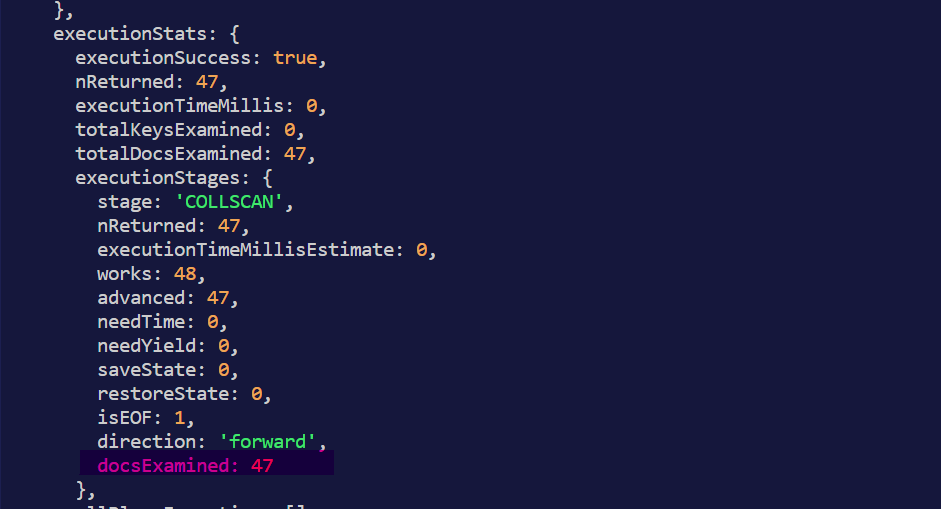 },
executionStats: {
executionSuccess: true,
nReturned: 47,
executionTimeMillis: 0,
totalKeysExamined: 0,
totalDocsExamined: 47,
executionStages: {
stage: 'COLLSCAN',
nReturned: 47,
executionTimeMillisEstimate: 0,
works: 48,
advanced: 47,
needTime: 0,
needYield: 0,
saveState: 0,
restoreState: 0,
isEOF: 1,
direction: 'forward',
docsExamined: 47
},